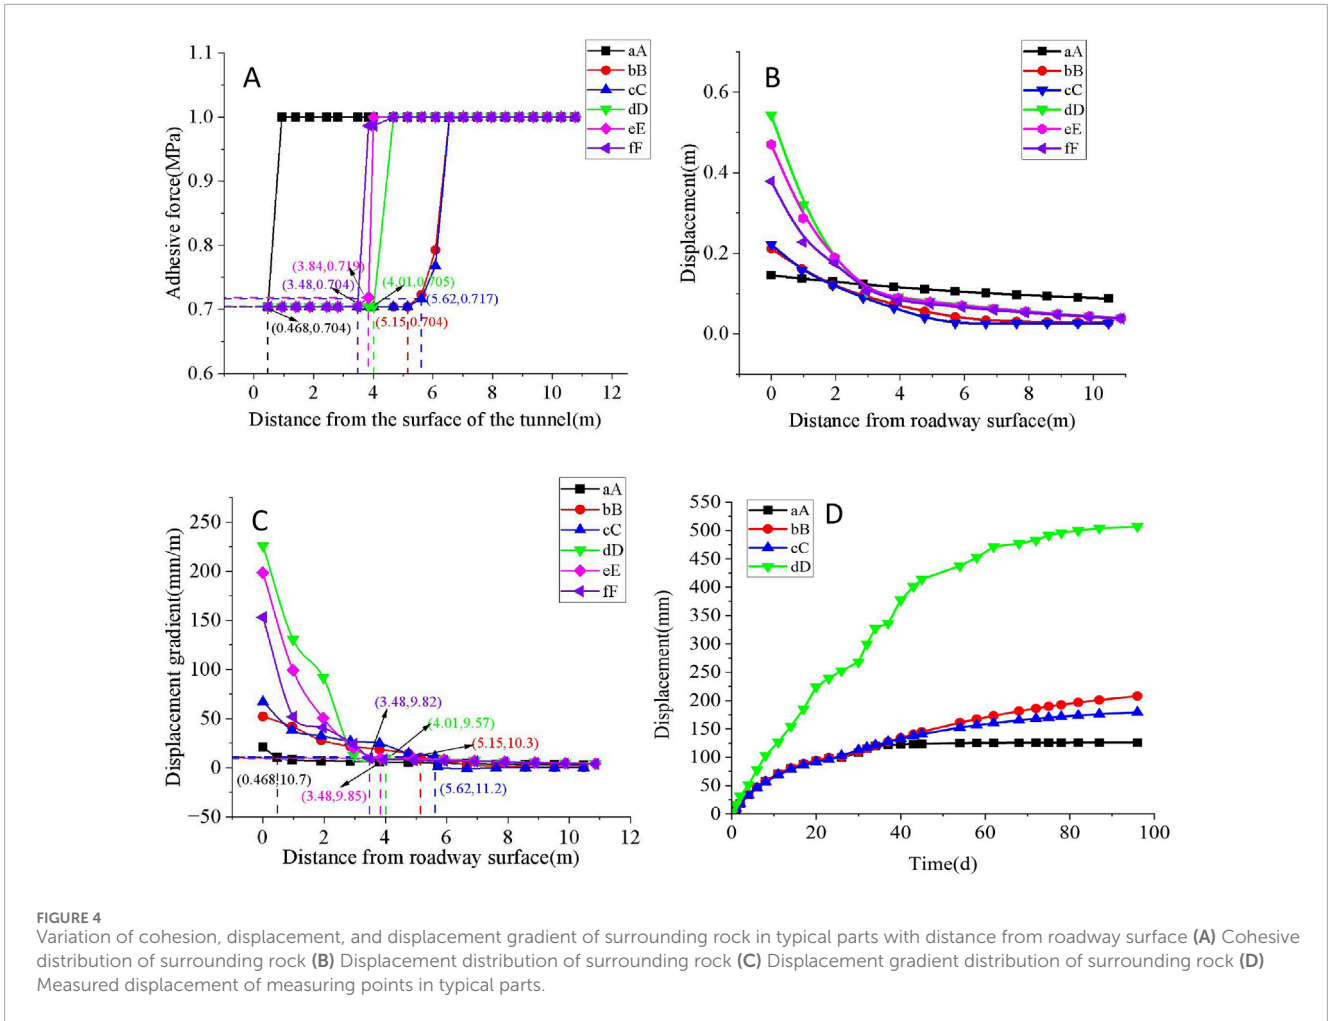 A
aA
bB
cC
dD
eE
fF
1.1
1.0
0.9
0.8
0.7
0.6
Adhesive force(MPa)
(3.84,0.719)
(3.48,0.704)
(4.01,0.705)
(5.62,0.717)
(0.468,0.704)
(5.15,0.704)
0 2 4 6 8 10 12
Distance from the surface of the tunnel(m)
B
aA
bB
cC
dD
eE
fF
0.6
0.4
0.2
0.0
Displacement(m)
0 2 4 6 8 10
Distance from roadway surface(m)
C
aA
bB
cC
dD
eE
fF
250
200
150
100
50
0
−50
Displacement gradient(mm/m)
(3.48,9.82)
(4.01,9.57)
(5.15,10.3)
(0.468,10.7)
(3.48,9.85)
(5.62,11.2)
0 2 4 6 8 10 12
Distance from roadway surface(m)
D
aA
bB
cC
dD
550
500
450
400
350
300
250
200
150
100
50
0
Displacement(mm)
0 20 40 60 80 100
Time(d)
FIGURE 4
Variation of cohesion, displacement, and displacement gradient of surrounding rock in typical parts with distance from roadway surface (A) Cohesive
distribution of surrounding rock (B) Displacement distribution of surrounding rock (C) Displacement gradient distribution of surrounding rock (D)
Measured displacement of measuring points in typical parts.